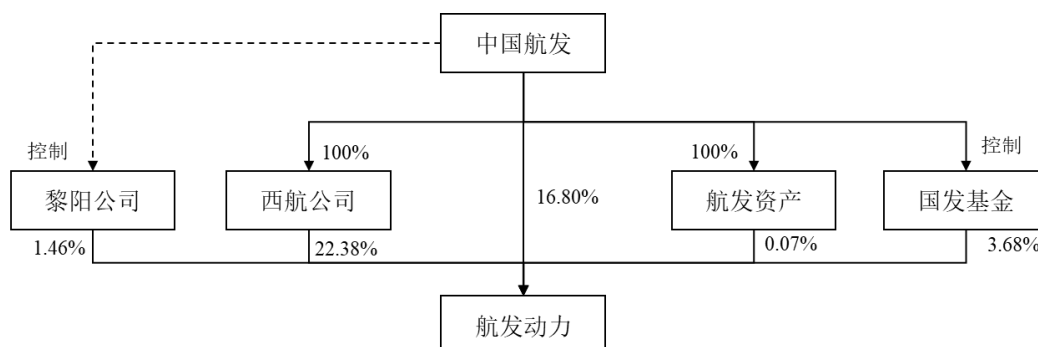 中国航发
控制
100%
100%
控制
黎阳公司
西航公司
16.80%
航发资产
国发基金
1.46%
22.38%
0.07%
3.68%
航发动力